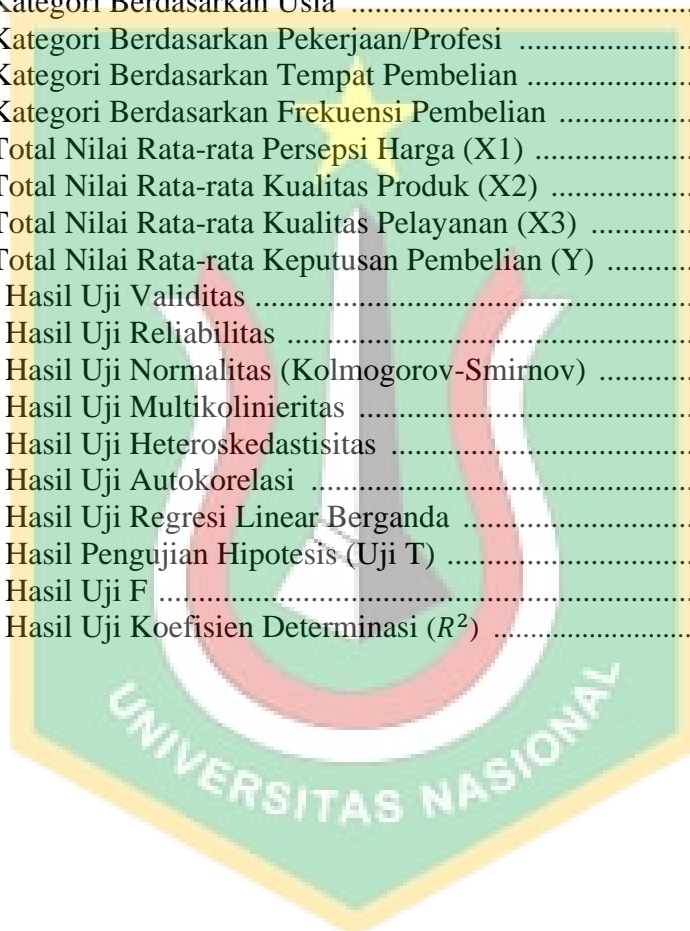 Kategori Berdasarkan Usia ..........................................................
Kategori Berdasarkan Pekerjaan/Profesi ..............................
Kategori Berdasarkan Tempat Pembelian .............................
Kategori Berdasarkan Frekuensi Pembelian ........................
Total Nilai Rata-rata Persepsi Harga (X1) ............................
Total Nilai Rata-rata Kualitas Produk (X2) .........................
Total Nilai Rata-rata Kualitas Pelayanan (X3) ....................
Total Nilai Rata-rata Keputusan Pembelian (Y) .................
Hasil Uji Validitas ..............................................................
Hasil Uji Reliabilitas .........................................................
Hasil Uji Normalitas (Kolmogorov-Smirnov) ..................
Hasil Uji Multikolinieritas ................................................
Hasil Uji Heteroskedastisitas ............................................
Hasil Uji Autokorelasi ......................................................
Hasil Uji Regresi Linear Berganda ...................................
Hasil Pengujian Hipotesis (Uji T) .....................................
Hasil Uji F .........................................................................
Hasil Uji Koefisien Determinasi (𝑅²) ..............................
UNIVERSITAS NASIONAL